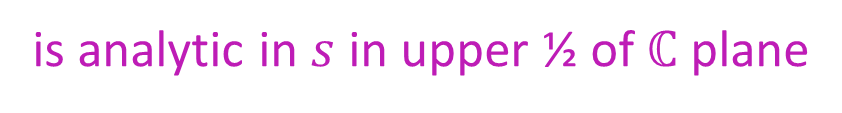 is analytic in 𝑠 in upper ½ of ℂ plane